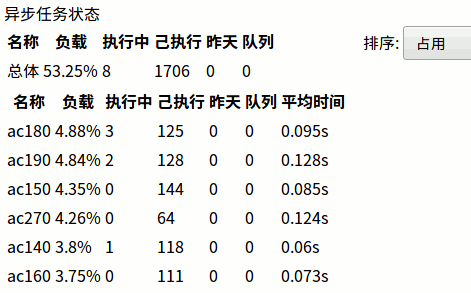 异步任务状态
名称 负载 执行中 己执行 昨天 队列 排序: 占用
总体 53.25% 8 1706 0 0
名称 负载 执行中 己执行 昨天 队列 平均时间
ac180 4.88% 3 125 0 0 0.095s
ac190 4.84% 2 128 0 0 0.128s
ac150 4.35% 0 144 0 0 0.085s
ac270 4.26% 0 64 0 0 0.124s
ac140 3.8% 1 118 0 0 0.06s
ac160 3.75% 0 111 0 0 0.073s